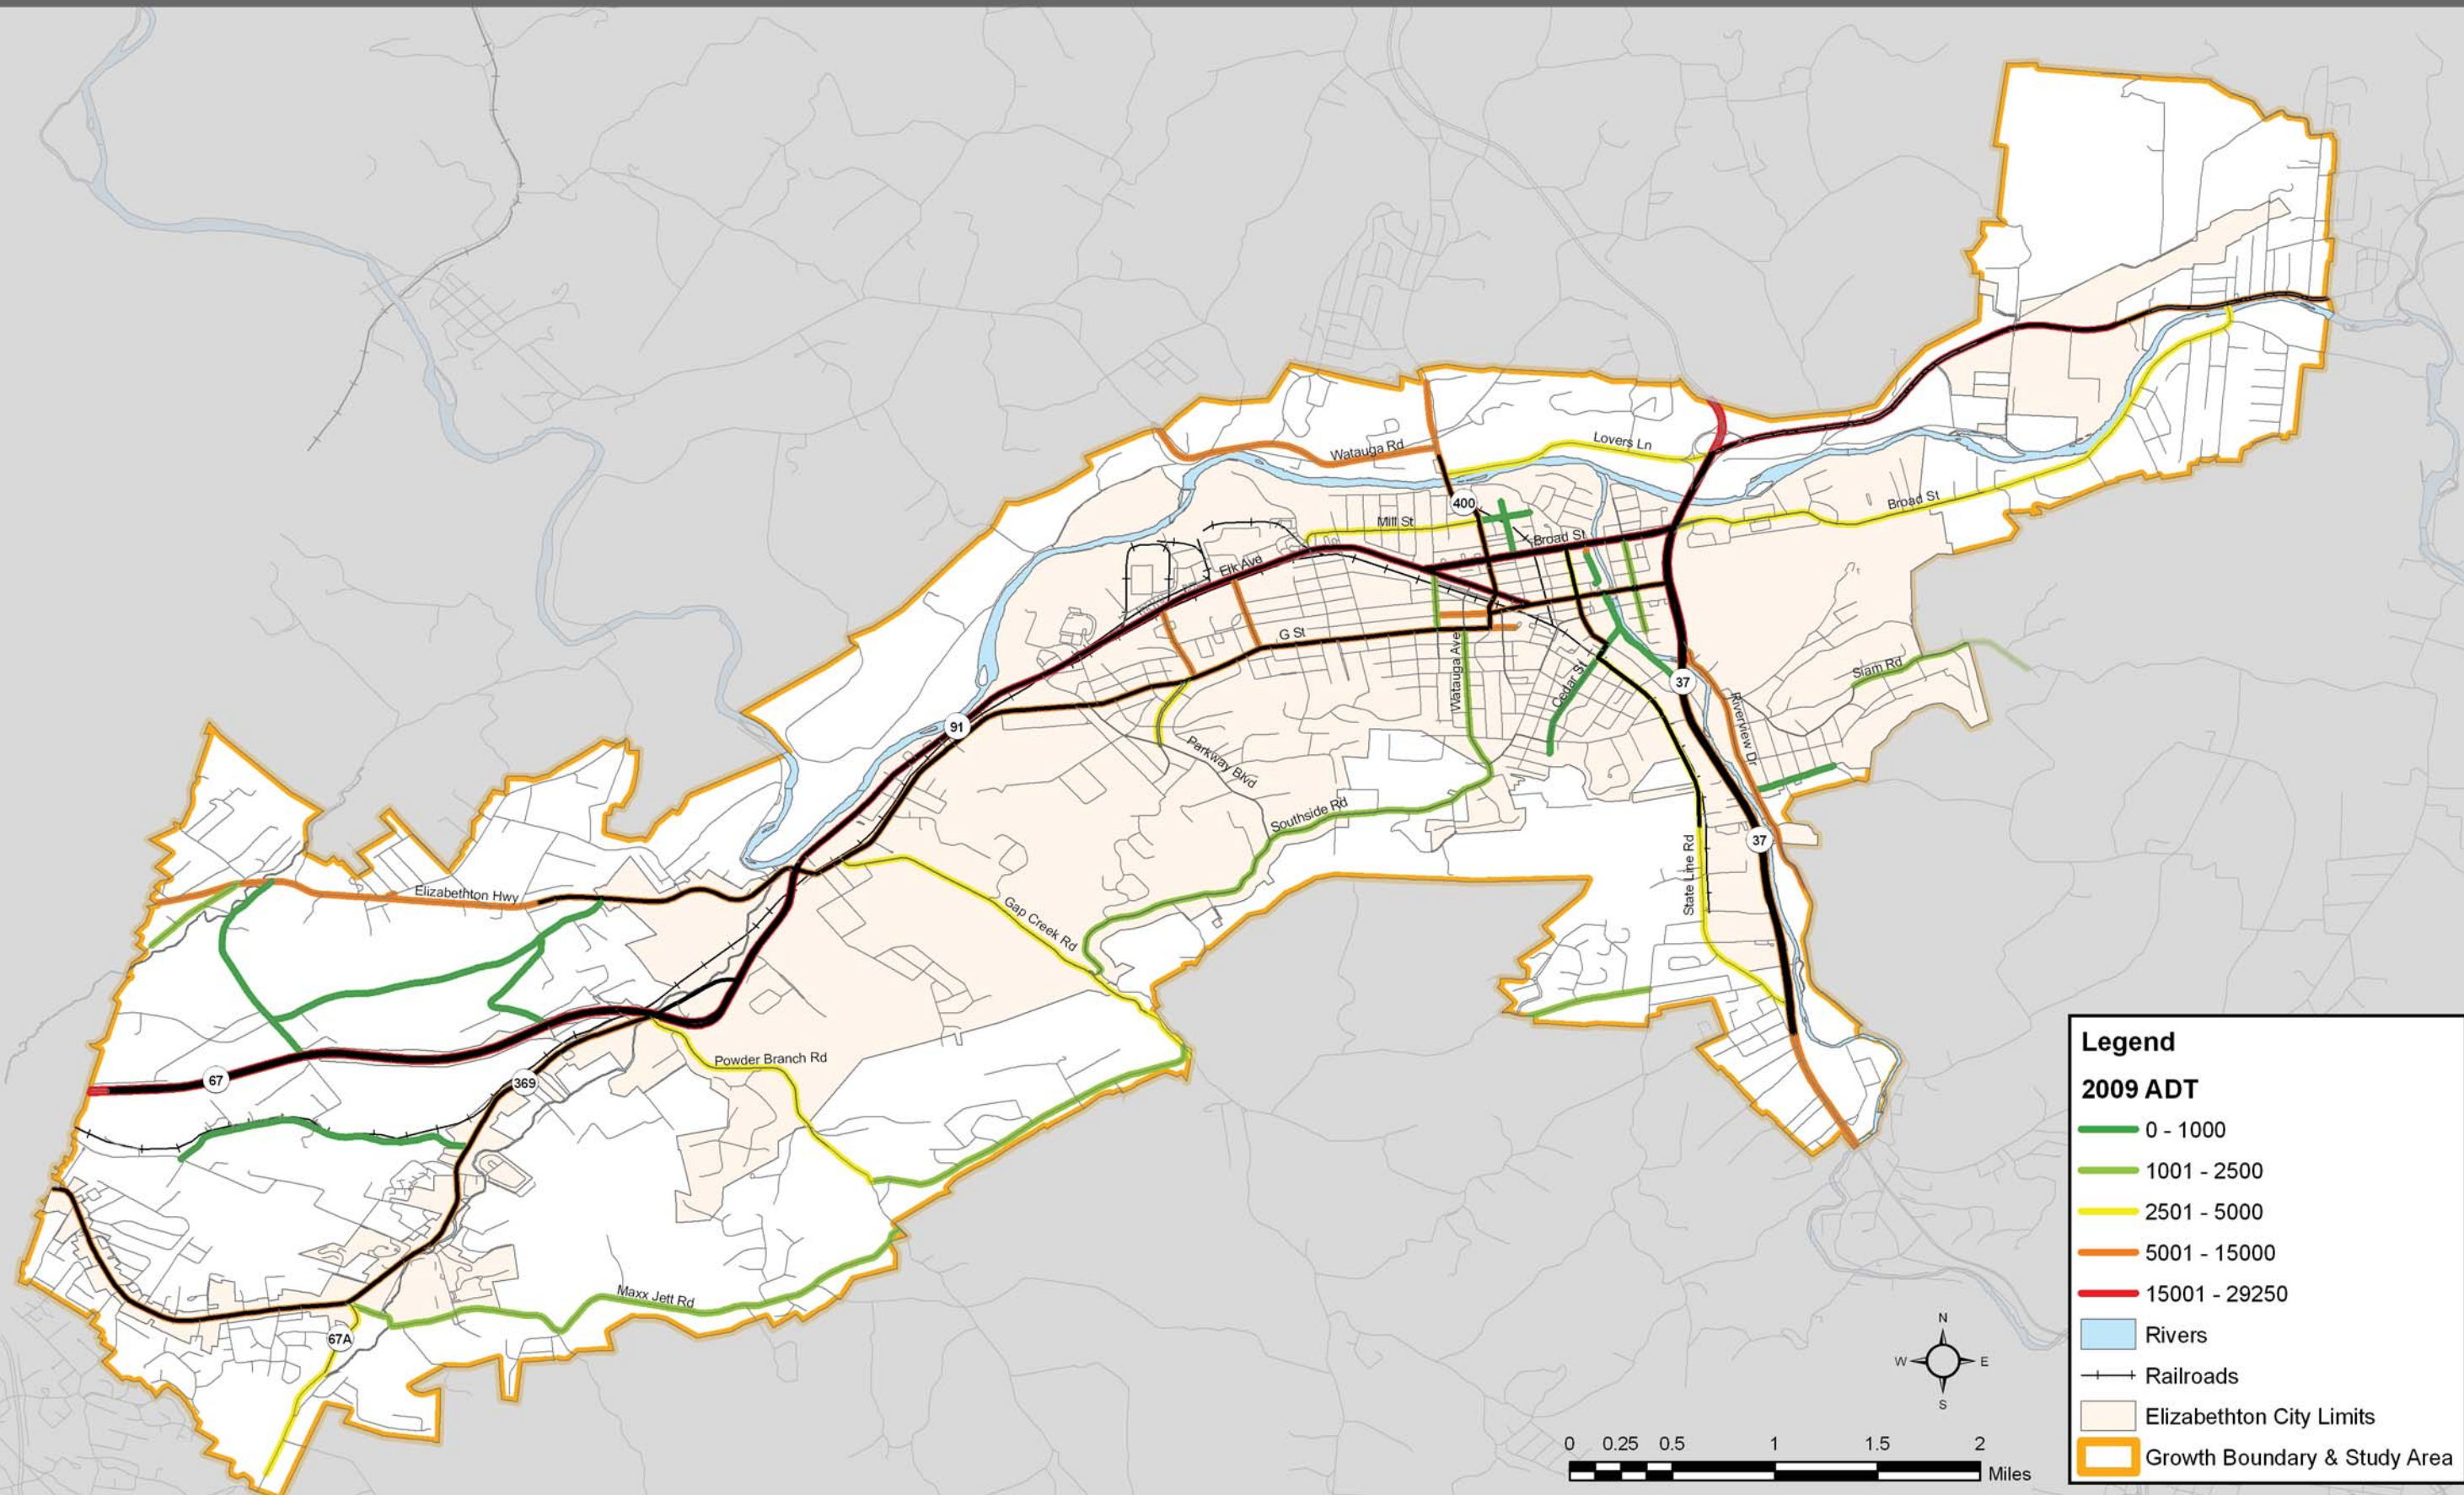 Watauga Rd
Lovers Ln
400
Mill St
Broad St
Broad St
Elk Ave
G St
Watauga Ave
Cedar St
Siam Rd
37
Riverview Dr
91
Parkway Blvd
Southside Rd
37
State Line Rd
Elizabethton Hwy
Gap Creek Rd
Powder Branch Rd
67
369
Maxx Jett Rd
67A
Legend
2009 ADT
0 - 1000
1001 - 2500
2501 - 5000
5001 - 15000
15001 - 29250
Rivers
Railroads
Elizabethton City Limits
Growth Boundary & Study Area
N
W E
S
0 0.25 0.5 1 1.5 2
Miles